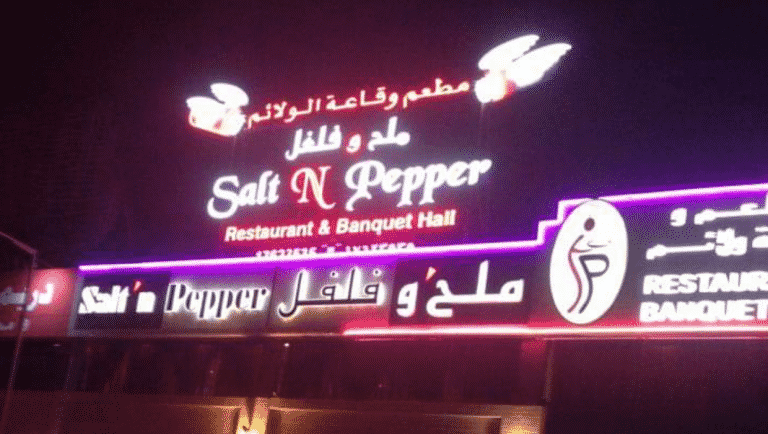 مطعم وقاعة الولائم
ملح و فلفل
Salt N Pepper
Restaurant & Banquet Hall
Salt'n Pepper ملح'و فلفل
RESTAUR
BANQUET